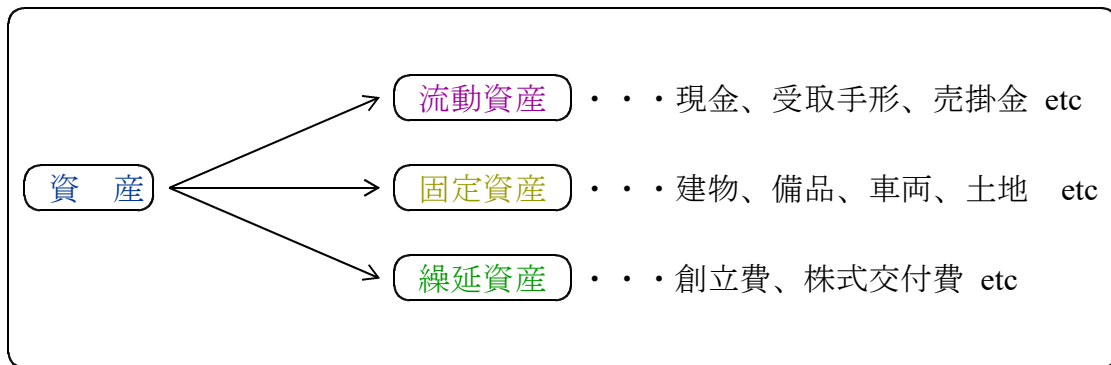 流動資産 ・・・現金、受取手形、売掛金 etc
資　産 固定資産 ・・・建物、備品、車両、土地　etc
繰延資産 ・・・創立費、株式交付費 etc